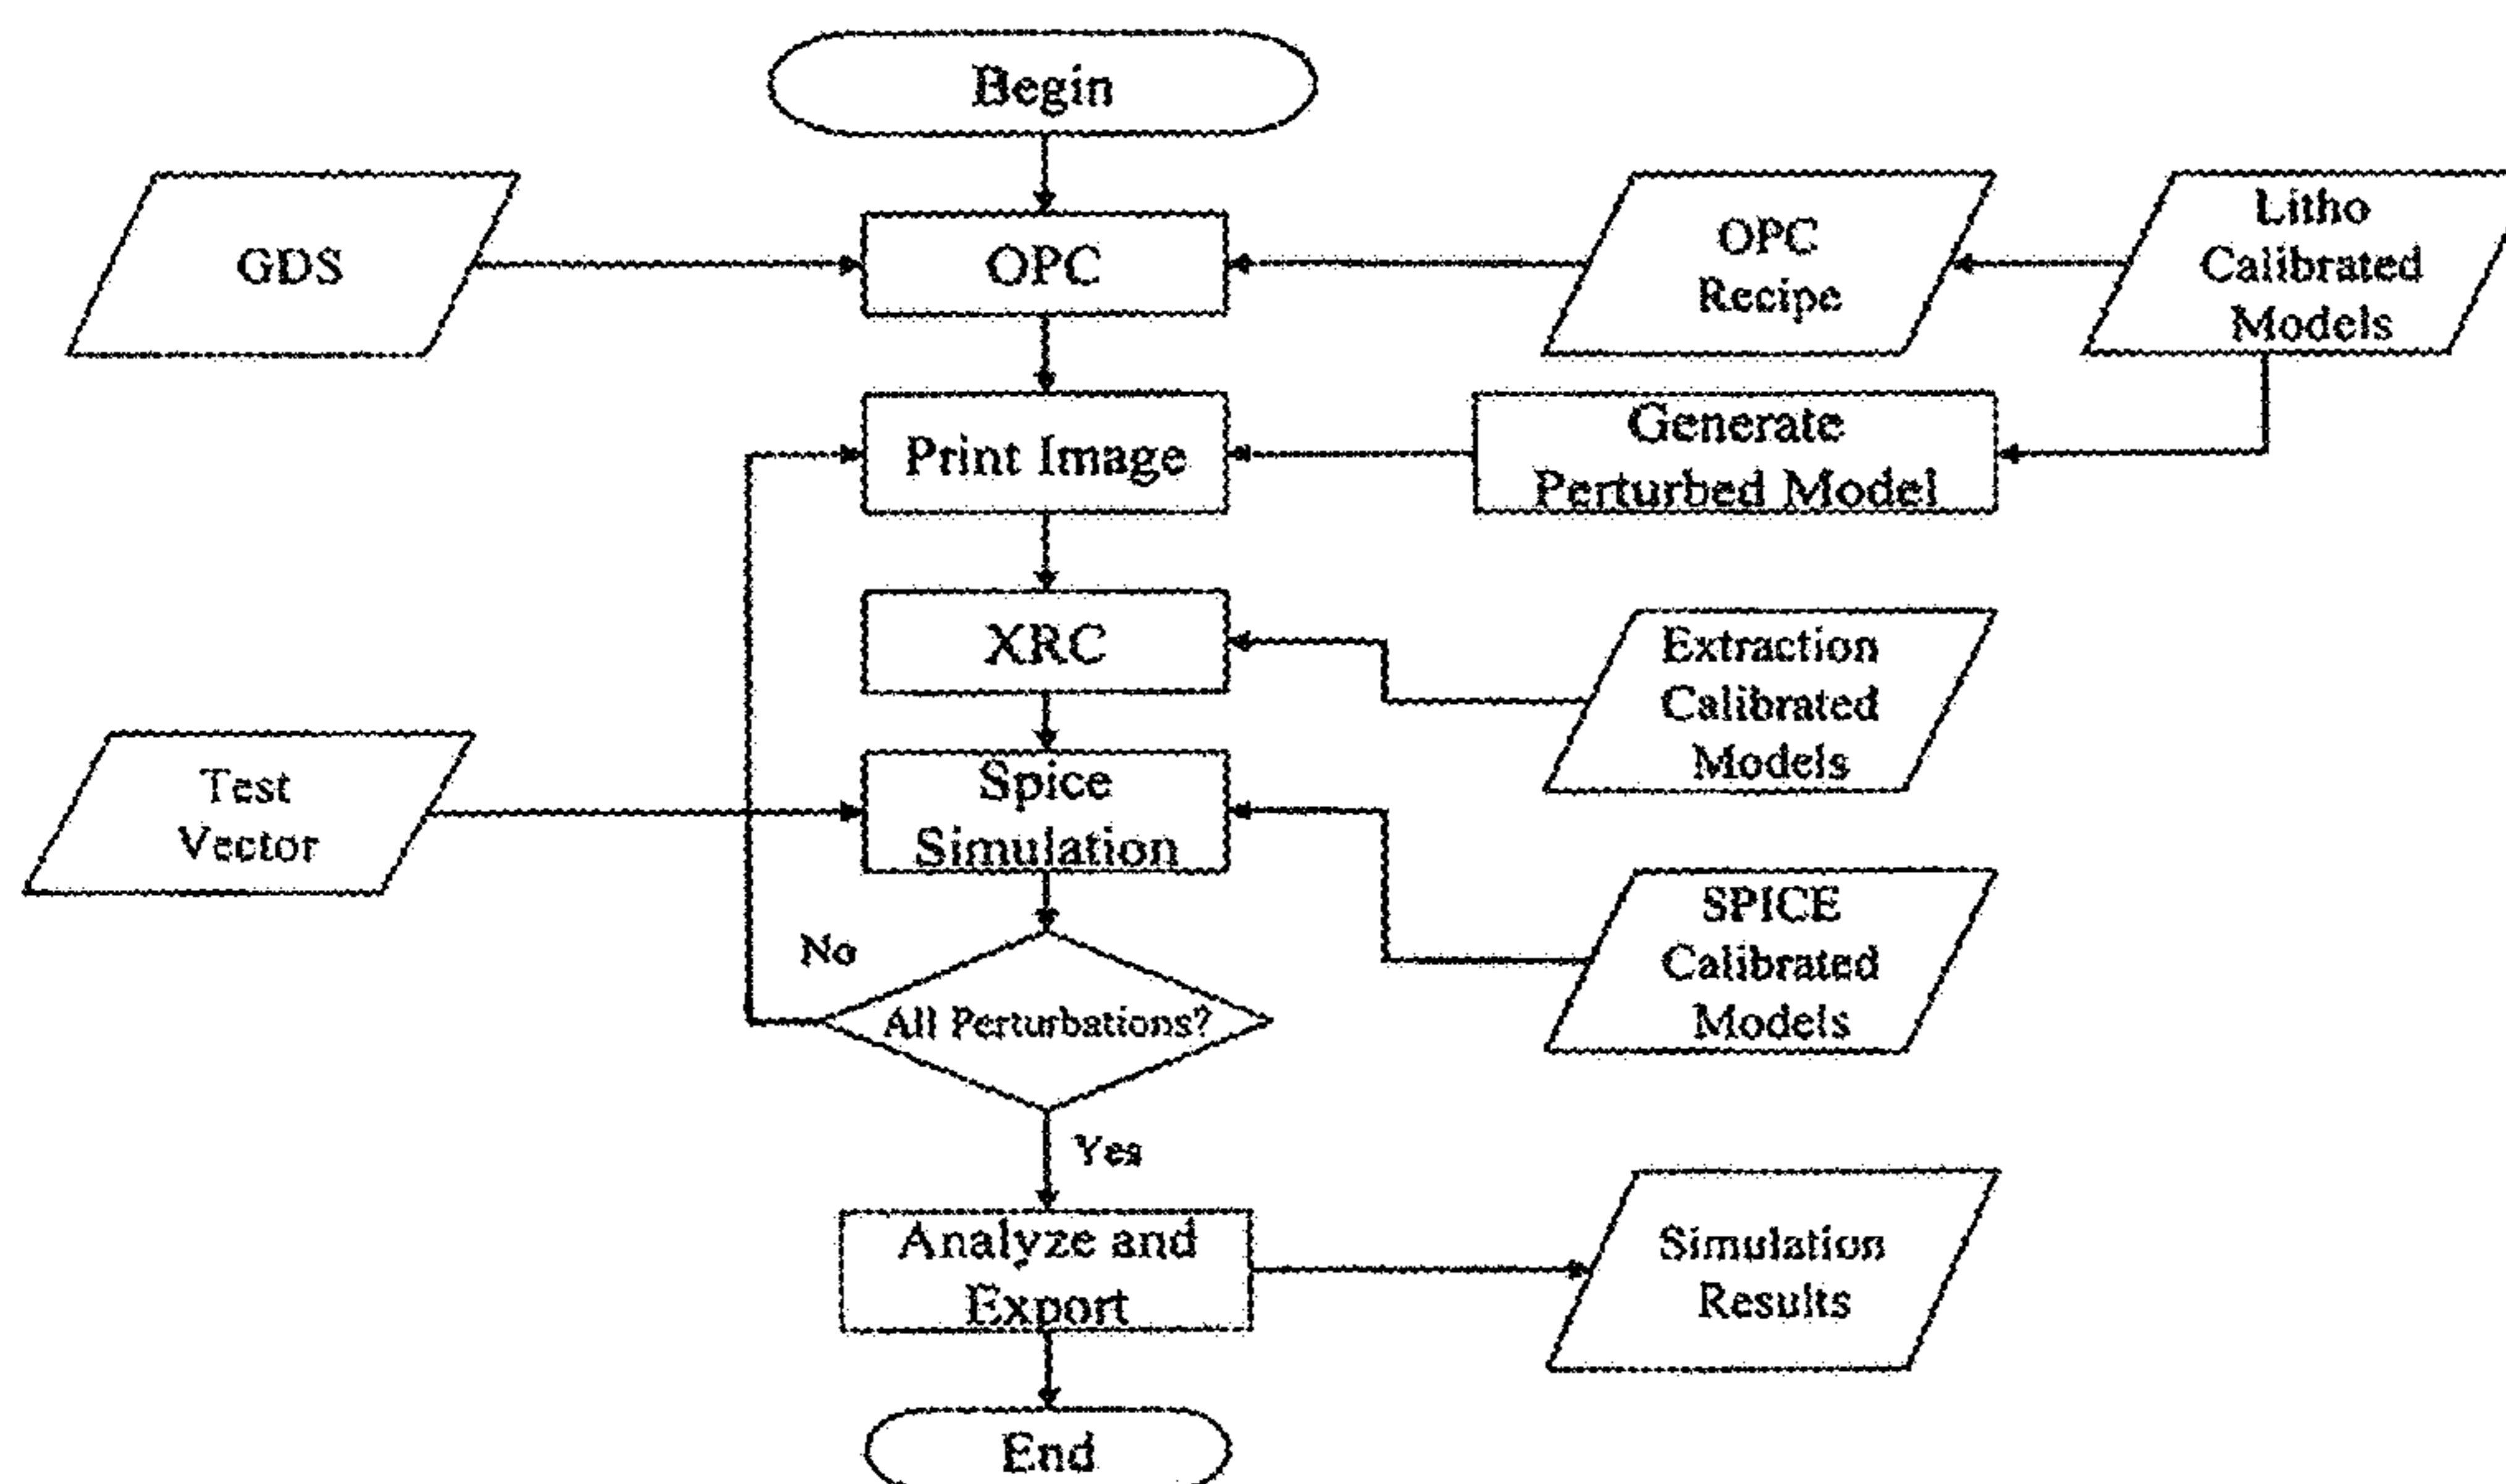 Begin
GDS
OPC
OPC
Recipe
Litho
Calibrated
Models
Print Image
Generate
Perturbed Model
XRC
Extraction
Calibrated
Models
Test
Vector
Spice
Simulation
SPICE
Calibrated
Models
No
All Perturbations?
Yes
Analyze and
Export
Simulation
Results
End